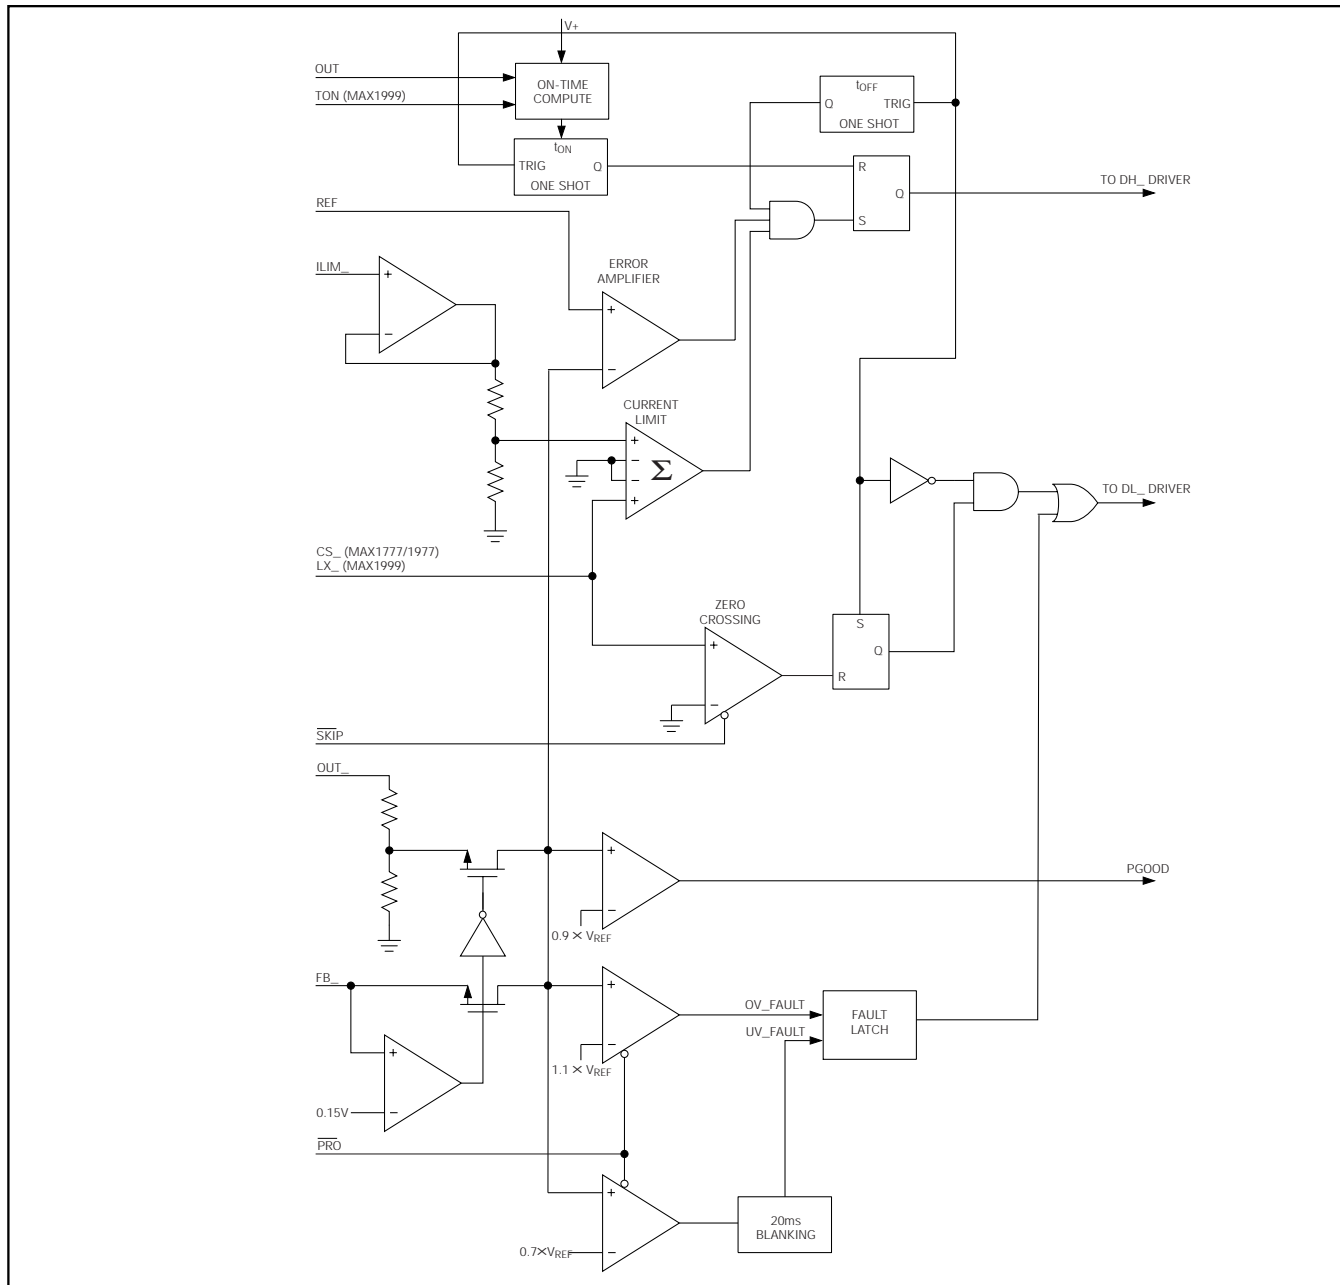 V+
OUT
TON (MAX1999)
ON-TIME
COMPUTE
tON
TRIG
Q
ONE SHOT
tOFF
Q
TRIG
ONE SHOT
R
Q
S
TO DH_ DRIVER
REF
ILIM_
+
−
ERROR
AMPLIFIER
+
−
CURRENT
LIMIT
+
−
Σ
−
+
TO DL_ DRIVER
CS_ (MAX1777/1977)
LX_ (MAX1999)
ZERO
CROSSING
+
−
S
Q
R
SKIP
OUT_
+
−
0.9 × VREF
PGOOD
FB_
+
−
1.1 × VREF
OV_FAULT
UV_FAULT
FAULT
LATCH
+
−
0.15V
PRO
+
−
0.7×VREF
20ms
BLANKING